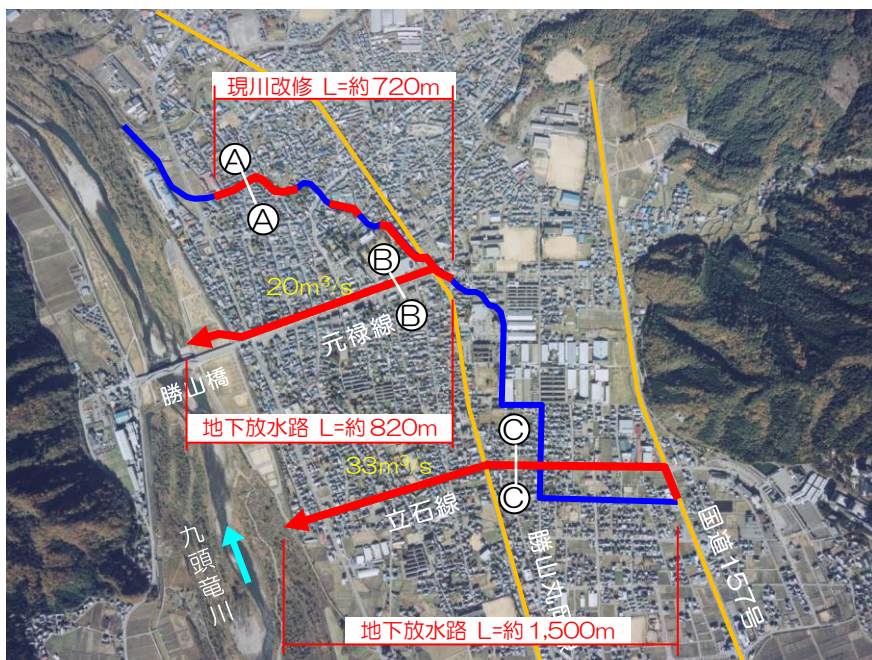 現川改修 L=約720m
Ⓐ
Ⓐ
Ⓑ
20m³/s
Ⓑ
元禄線
勝山橋
地下放水路 L=約820m
Ⓒ
33m³/s
Ⓒ
立石線
九頭竜川
勝山丸岡
国道157号
地下放水路 L=約1,500m